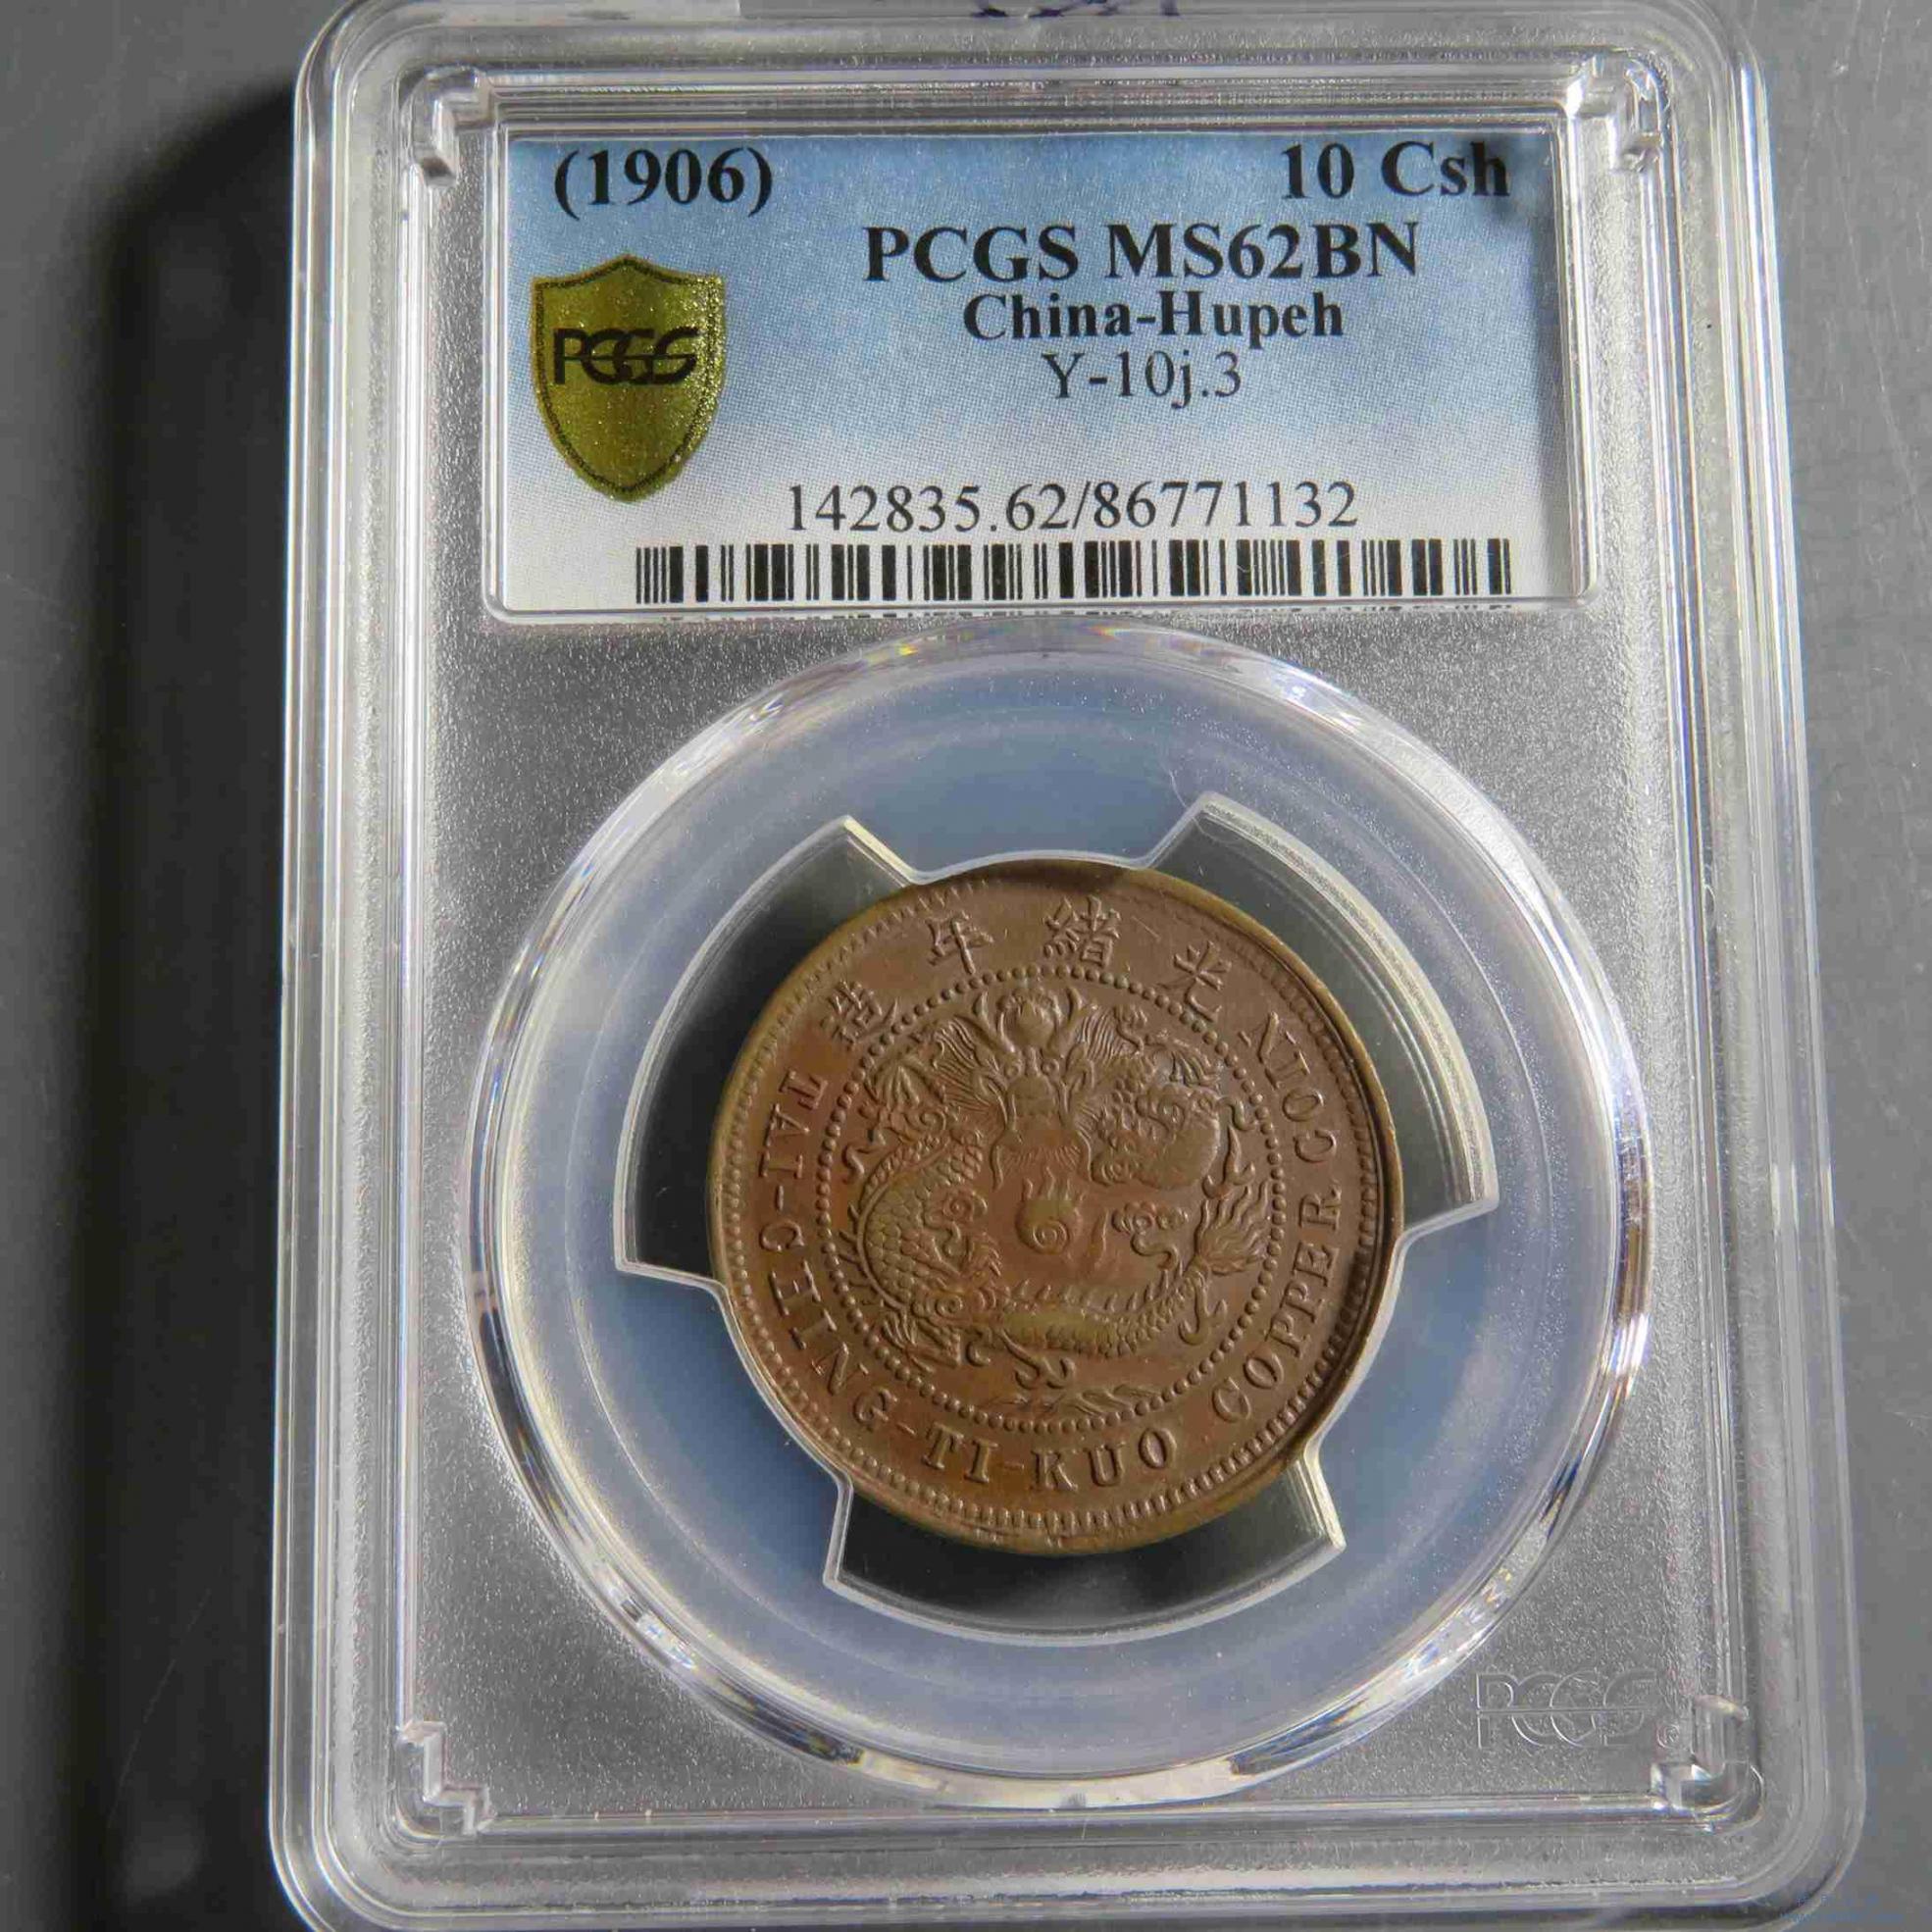 (1906) 10 Csh
PCGS MS62BN
China-Hupeh
Y-10j.3
PCGS
142835.62/86771132
光緒年造
TAI-CHING-TI-KUO COPPER COIN
PCGS